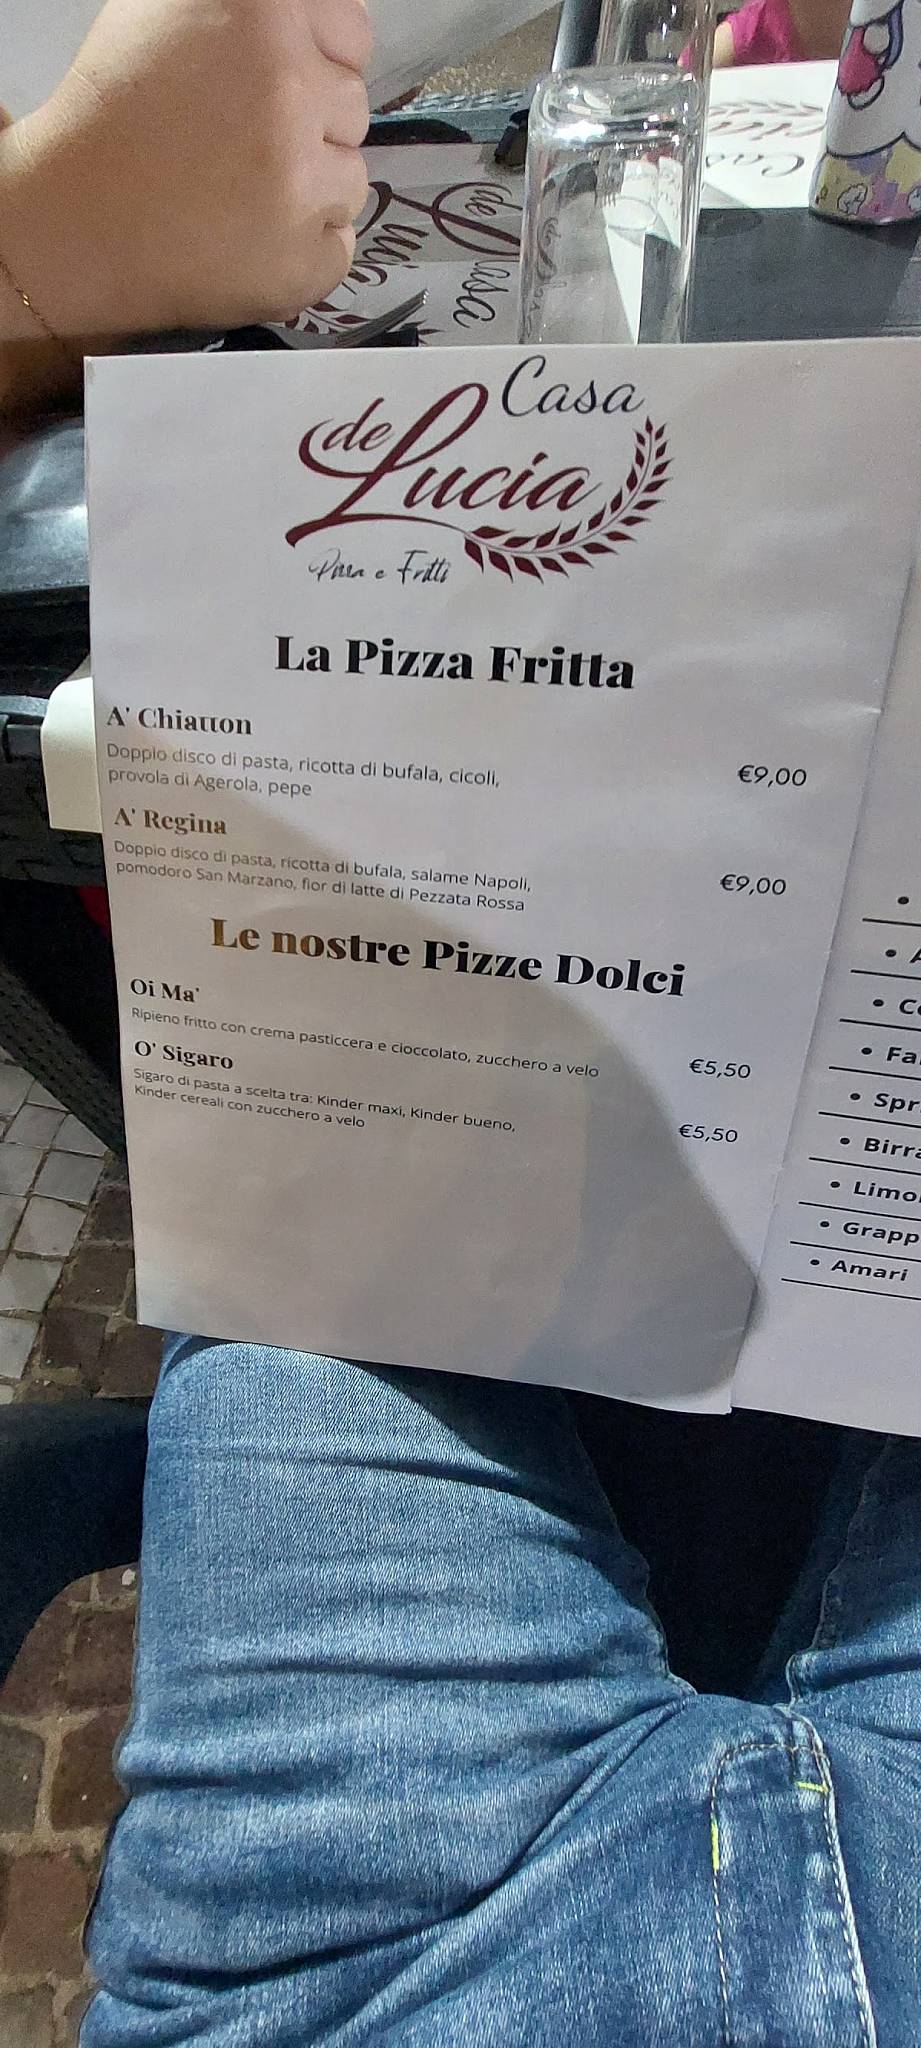 Casa
de Lucia
Pizza e Fritti
La Pizza Fritta
A' Chiatton
Doppio disco di pasta, ricotta di bufala, cicoli,
provola di Agerola, pepe
€9,00
A' Regina
Doppio disco di pasta, ricotta di bufala, salame Napoli,
pomodoro San Marzano, fior di latte di Pezzata Rossa
€9,00
Le nostre Pizze Dolci
Oi Ma'
Ripieno fritto con crema pasticcera e cioccolato, zucchero a velo
€5,50
O' Sigaro
Sigaro di pasta a scelta tra: Kinder maxi, Kinder bueno,
Kinder cereali con zucchero a velo
€5,50
• Amari
de Lucia
Casa